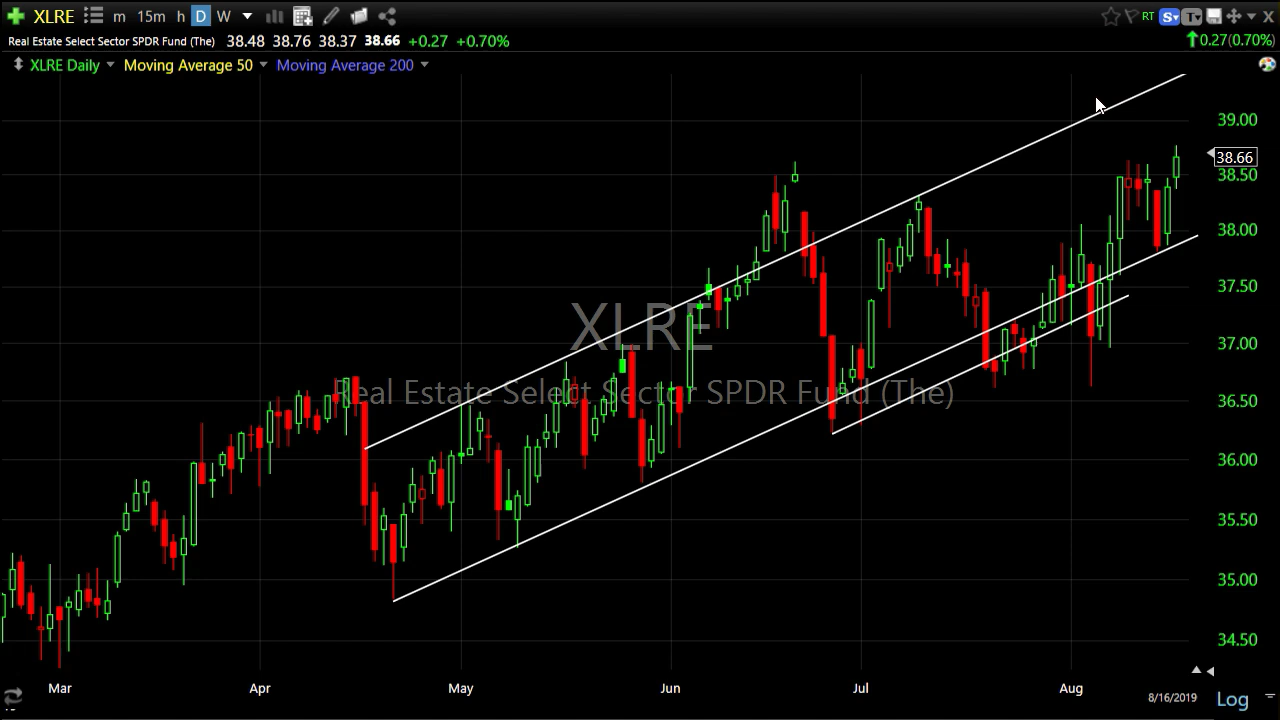 XLRE m 15m h D W RT S T X
Real Estate Select Sector SPDR Fund (The) 38.48 38.76 38.37 38.66 +0.27 +0.70% 0.27(0.70%)
XLRE Daily Moving Average 50 Moving Average 200
39.00
38.66
38.50
38.00
37.50
XLRE
37.00
Real Estate Select Sector SPDR Fund (The)
36.50
36.00
35.50
35.00
34.50
Mar Apr May Jun Jul Aug
8/16/2019 Log